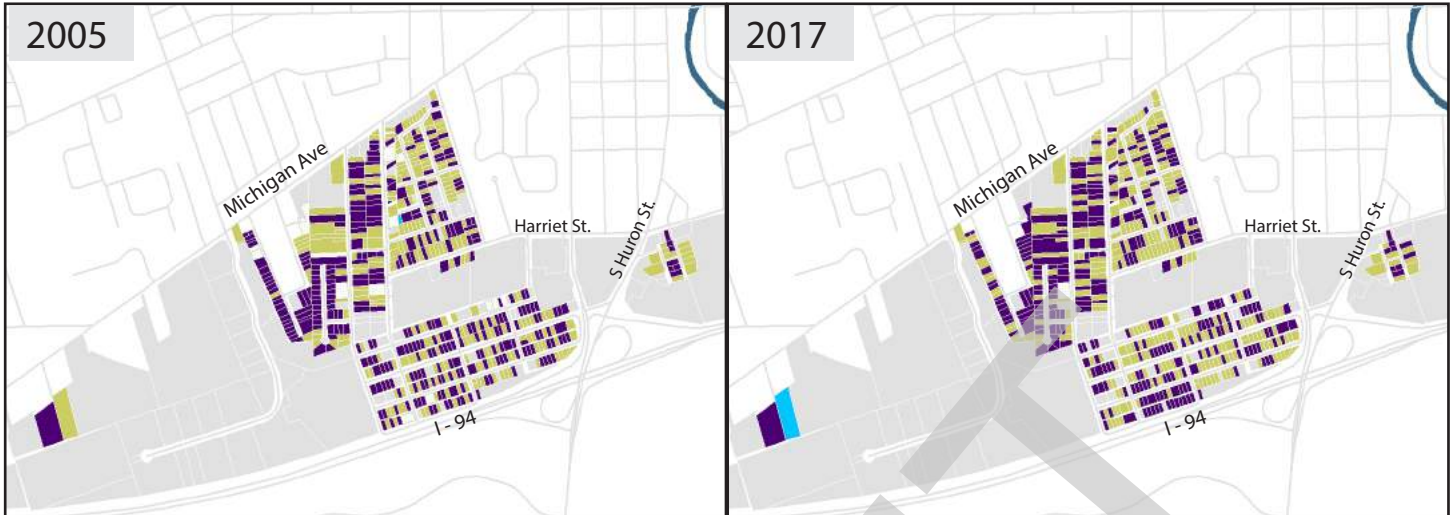 2005
Michigan Ave
Harriet St.
S Huron St.
I - 94
2017
Michigan Ave
Harriet St.
S Huron St.
I - 94